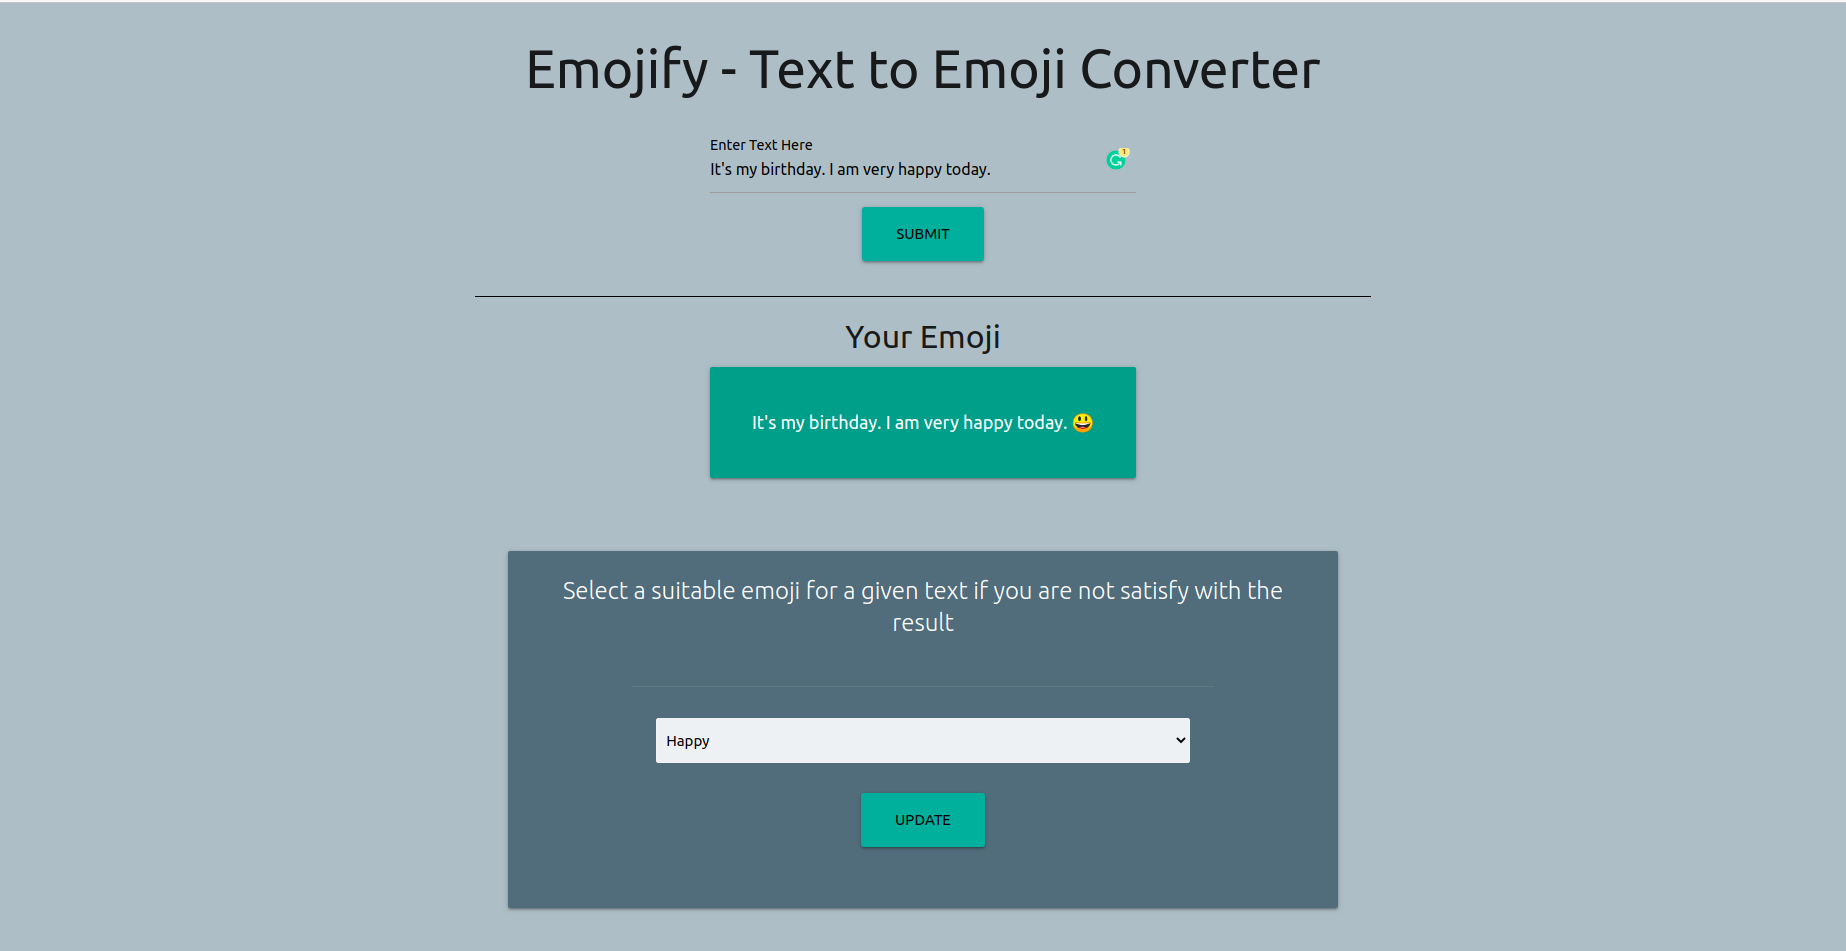 Emojify - Text to Emoji Converter
Enter Text Here
1
It's my birthday. I am very happy today.
SUBMIT
Your Emoji
It's my birthday. I am very happy today. 😃
Select a suitable emoji for a given text if you are not satisfy with the
result
Happy
UPDATE